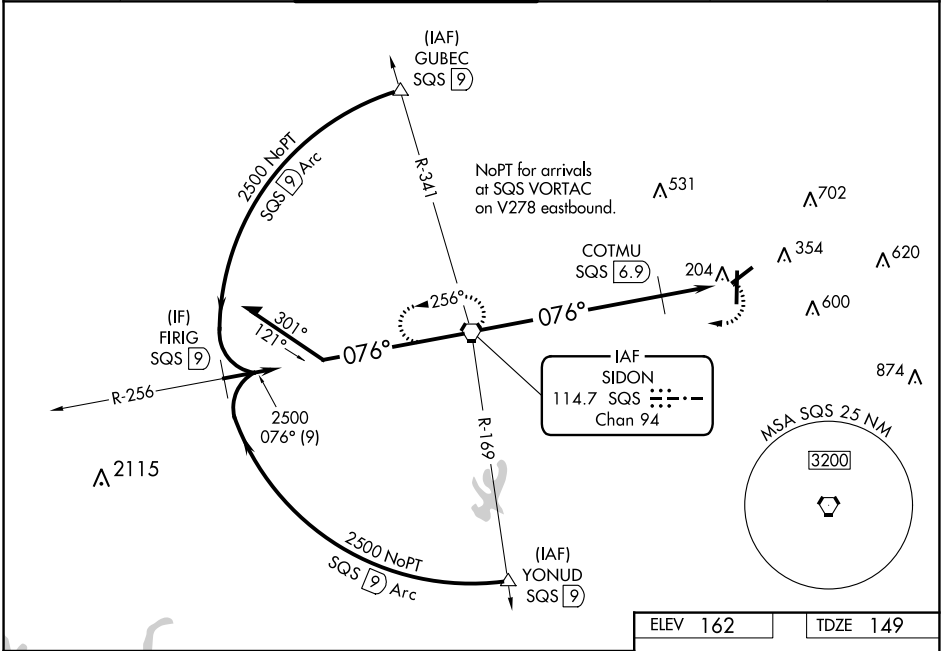 (IAF)
GUBEC
SQS 9
2500 NoPT
SQS 9 Arc
R-341
NoPT for arrivals
at SQS VORTAC
on V278 eastbound.
531
702
COTMU
SQS 6.9
204
354
620
600
874
(IF)
FIRIG
SQS 9
301°
121°
256°
076°
076°
R-256
2500
076° (9)
IAF
SIDON
114.7 SQS
Chan 94
R-169
2115
MSA SQS 25 NM
3200
2500 NoPT
SQS 9 Arc
(IAF)
YONUD
SQS 9
ELEV 162
TDZE 149